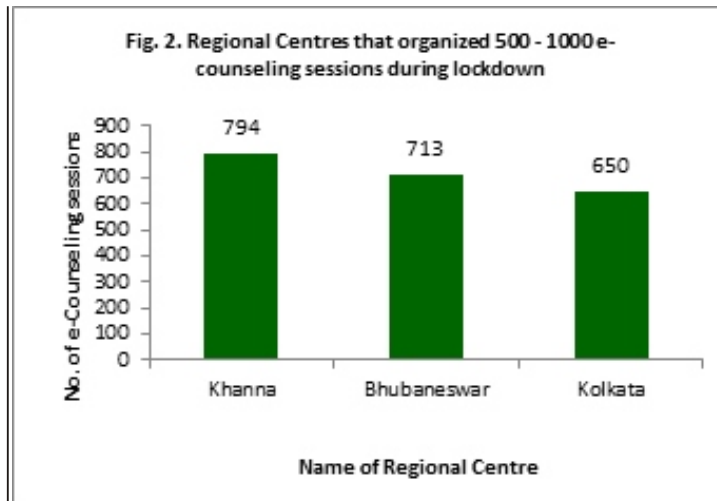 Fig. 2. Regional Centres that organized 500 - 1000 e-
counseling sessions during lockdown
No. of e-Counseling sessions
900
800
700
600
500
400
300
200
100
0
794
713
650
Khanna
Bhubaneswar
Kolkata
Name of Regional Centre